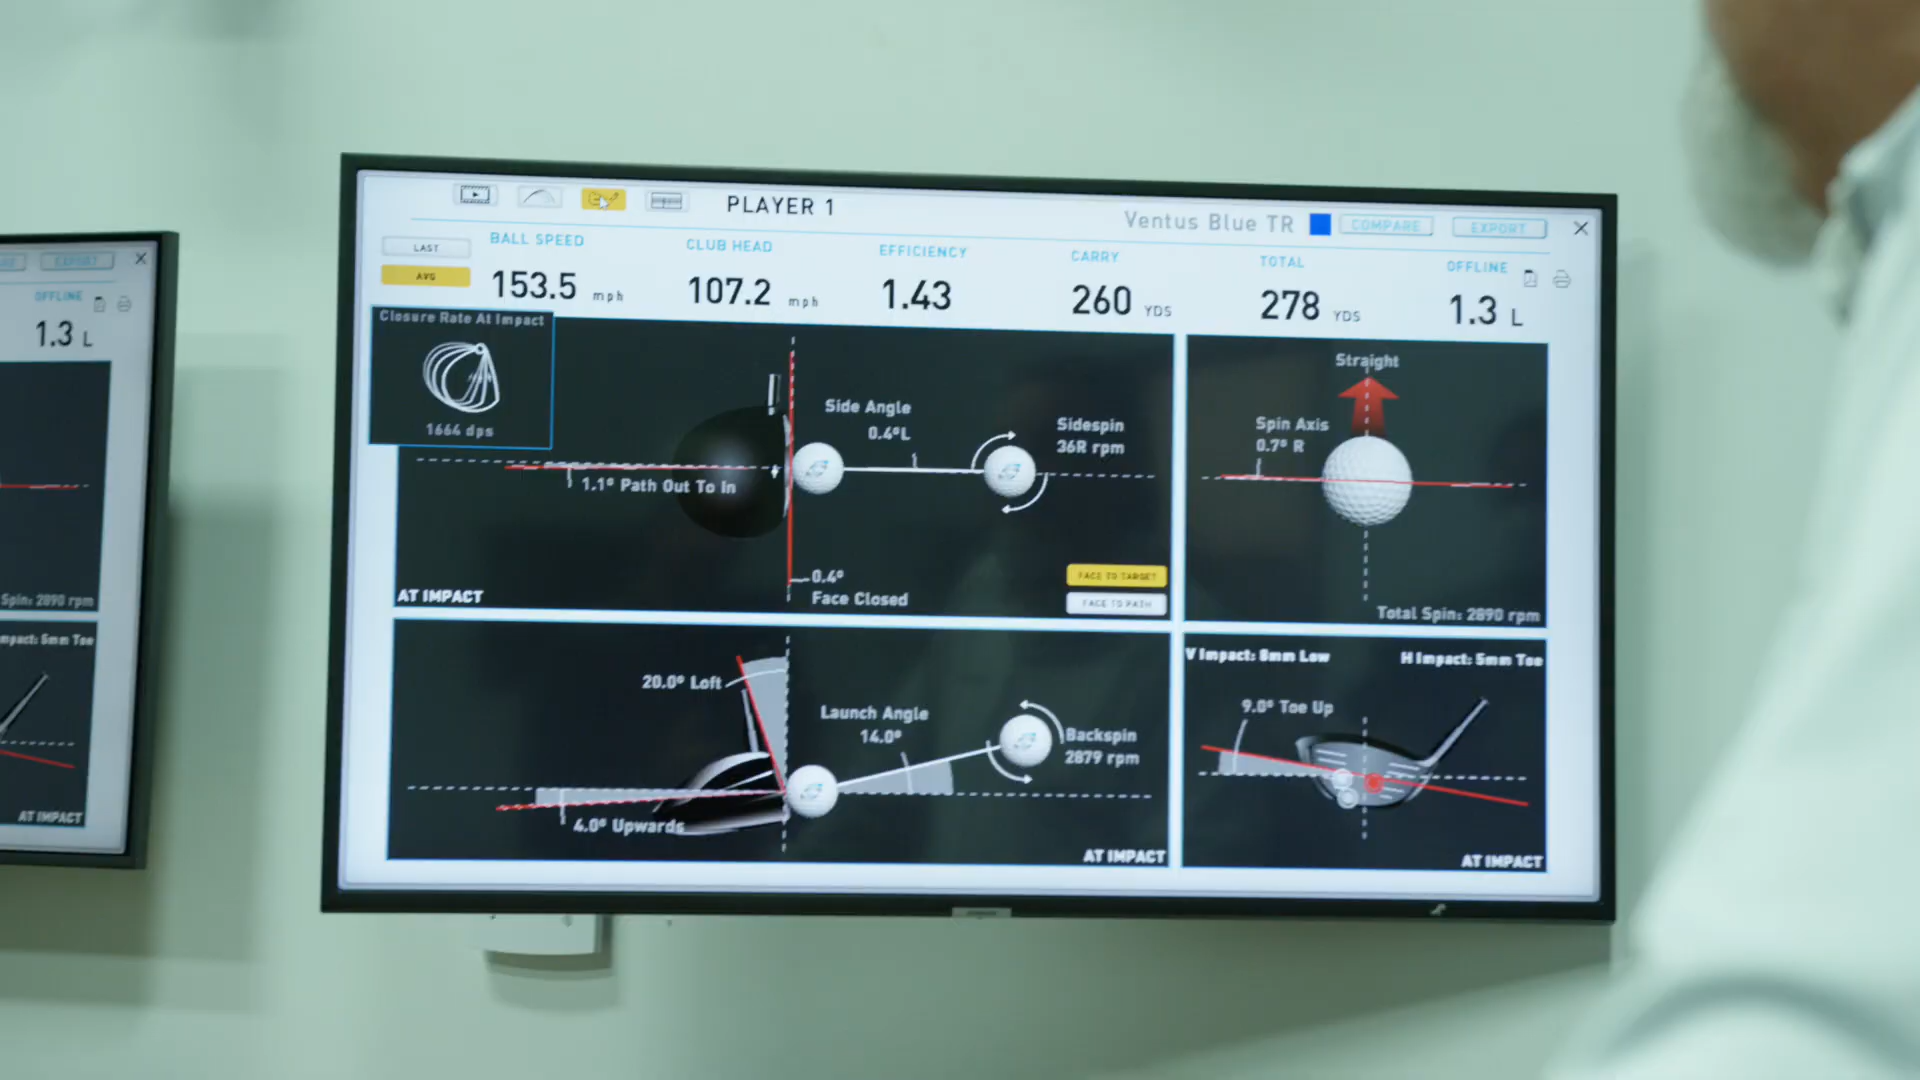 PLAYER 1
Ventus Blue TR
COMPARE
EXPORT
LAST
AVG
BALL SPEED
153.5 mph
CLUB HEAD
107.2 mph
EFFICIENCY
1.43
CARRY
260 YDS
TOTAL
278 YDS
OFFLINE
1.3 L
Closure Rate At Impact
1664 dps
Side Angle
0.4° L
Sidespin
36R rpm
1.1° Path Out To In
0.4°
Face Closed
FACE TO TARGET
FACE TO PATH
AT IMPACT
Straight
Spin Axis
0.7° R
Total Spin: 2890 rpm
20.0° Loft
Launch Angle
14.0°
Backspin
2879 rpm
4.0° Upwards
AT IMPACT
V Impact: 8mm Low
H Impact: 5mm Toe
9.0° Toe Up
AT IMPACT
EXPORT
OFFLINE
1.3 L
Spin: 2890 rpm
mpact: 5mm Toe
AT IMPACT